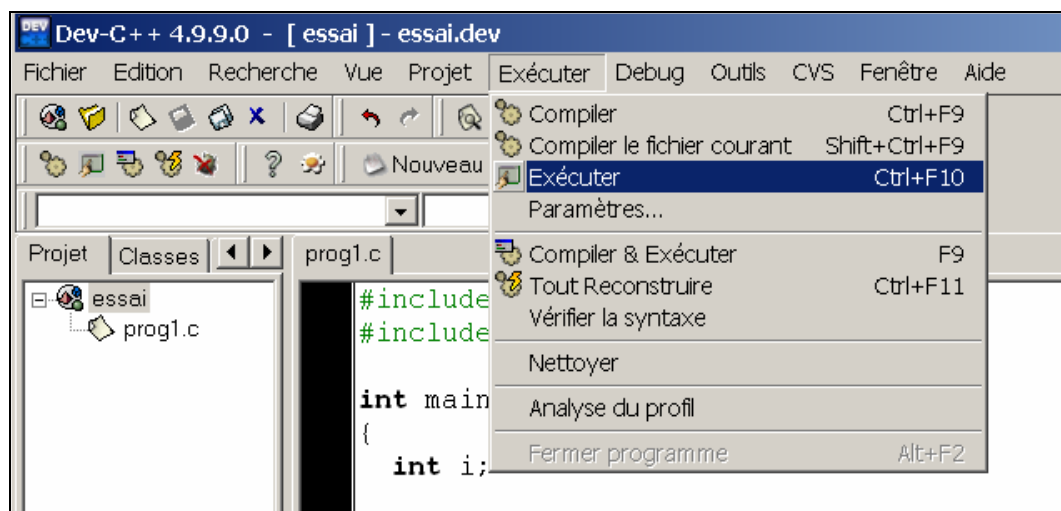 DEV Dev-C++ 4.9.9.0 - [ essai ] - essai.dev
Fichier Edition Recherche Vue Projet Exécuter Debug Outils CVS Fenêtre Aide
Compiler Ctrl+F9
Compiler le fichier courant Shift+Ctrl+F9
Nouveau
Exécuter Ctrl+F10
Paramètres...
Projet Classes prog1.c
Compiler & Exécuter F9
essai
#include
Tout Reconstruire Ctrl+F11
prog1.c
#include
Vérifier la syntaxe
Nettoyer
int main
Analyse du profil
{
int i;
Fermer programme Alt+F2